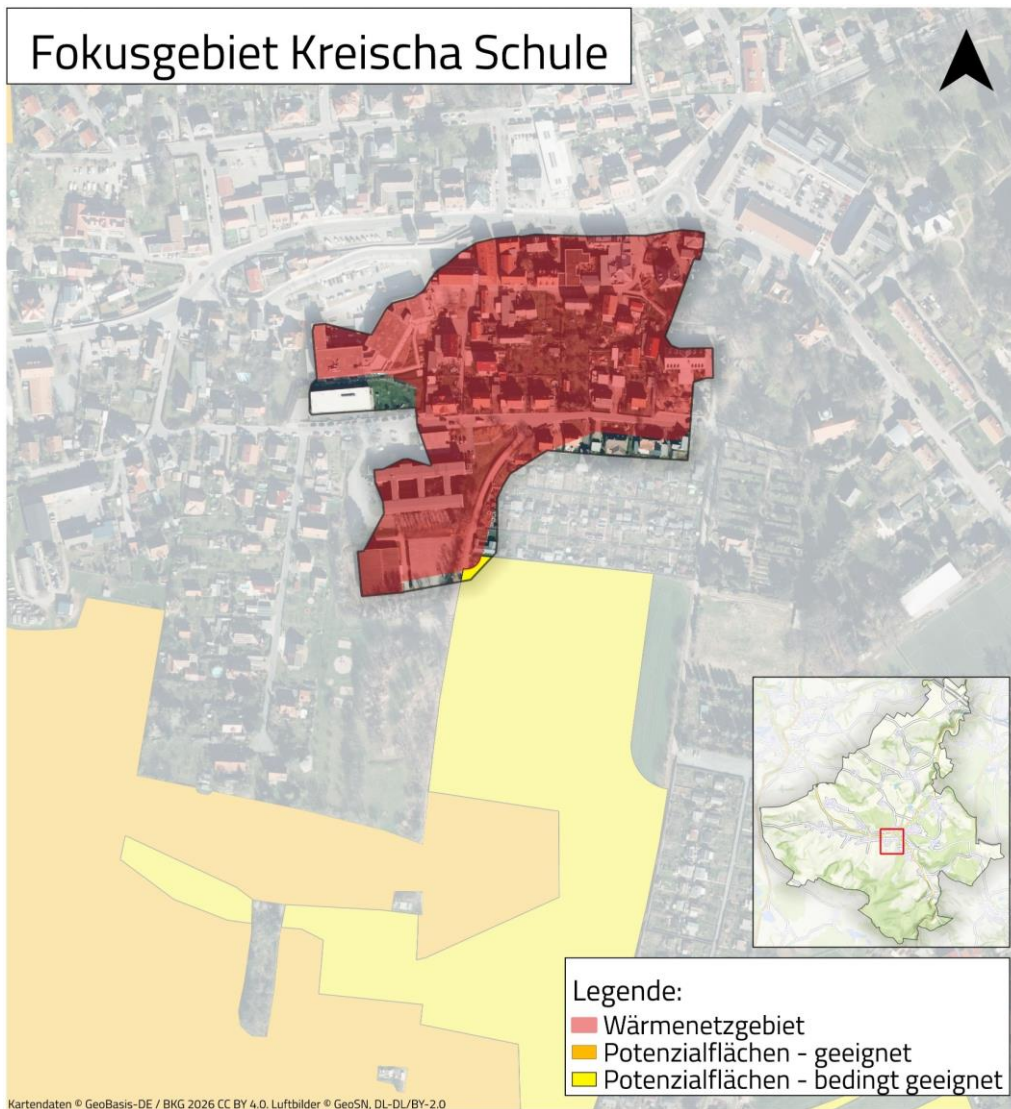 Fokusgebiet Kreischa Schule
Legende:
Wärmenetzgebiet
Potenzialflächen - geeignet
Potenzialflächen - bedingt geeignet
Kartendaten © GeoBasis-DE / BKG 2026 CC BY 4.0. Luftbilder © GeoSN, DL-DL/BY-2.0